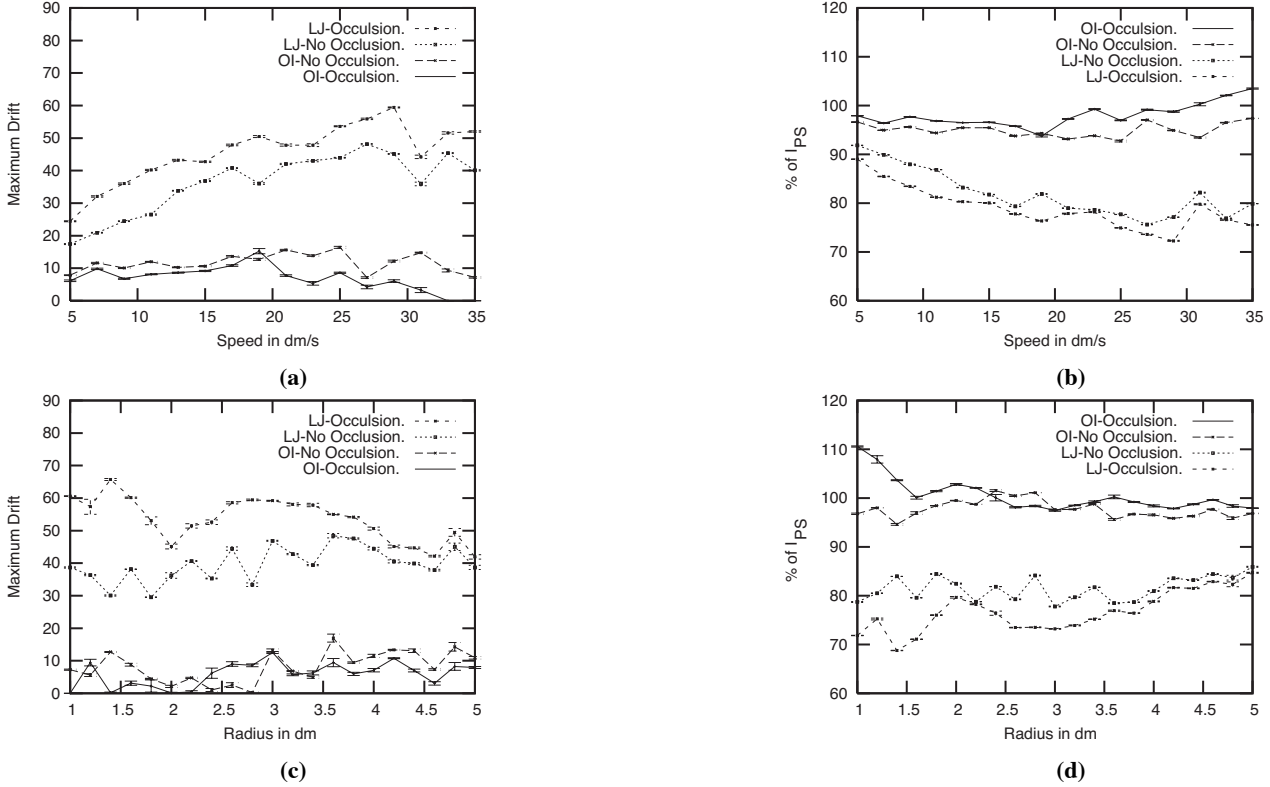 90
80
70
60
50
40
30
20
10
0
Maximum Drift
LJ-Occulsion.
LJ-No Occlusion.
OI-No Occulsion.
OI-Occulsion.
5 10 15 20 25 30 35
Speed in dm/s
(a)
120
110
100
90
80
70
60
% of I_PS
OI-Occulsion.
OI-No Occulsion.
LJ-No Occlusion.
LJ-Occulsion.
5 10 15 20 25 30 35
Speed in dm/s
(b)
90
80
70
60
50
40
30
20
10
0
Maximum Drift
LJ-Occulsion.
LJ-No Occlusion.
OI-No Occulsion.
OI-Occulsion.
1 1.5 2 2.5 3 3.5 4 4.5 5
Radius in dm
(c)
120
110
100
90
80
70
60
% of I_PS
OI-Occulsion.
OI-No Occulsion.
LJ-No Occlusion.
LJ-Occulsion.
1 1.5 2 2.5 3 3.5 4 4.5 5
Radius in dm
(d)